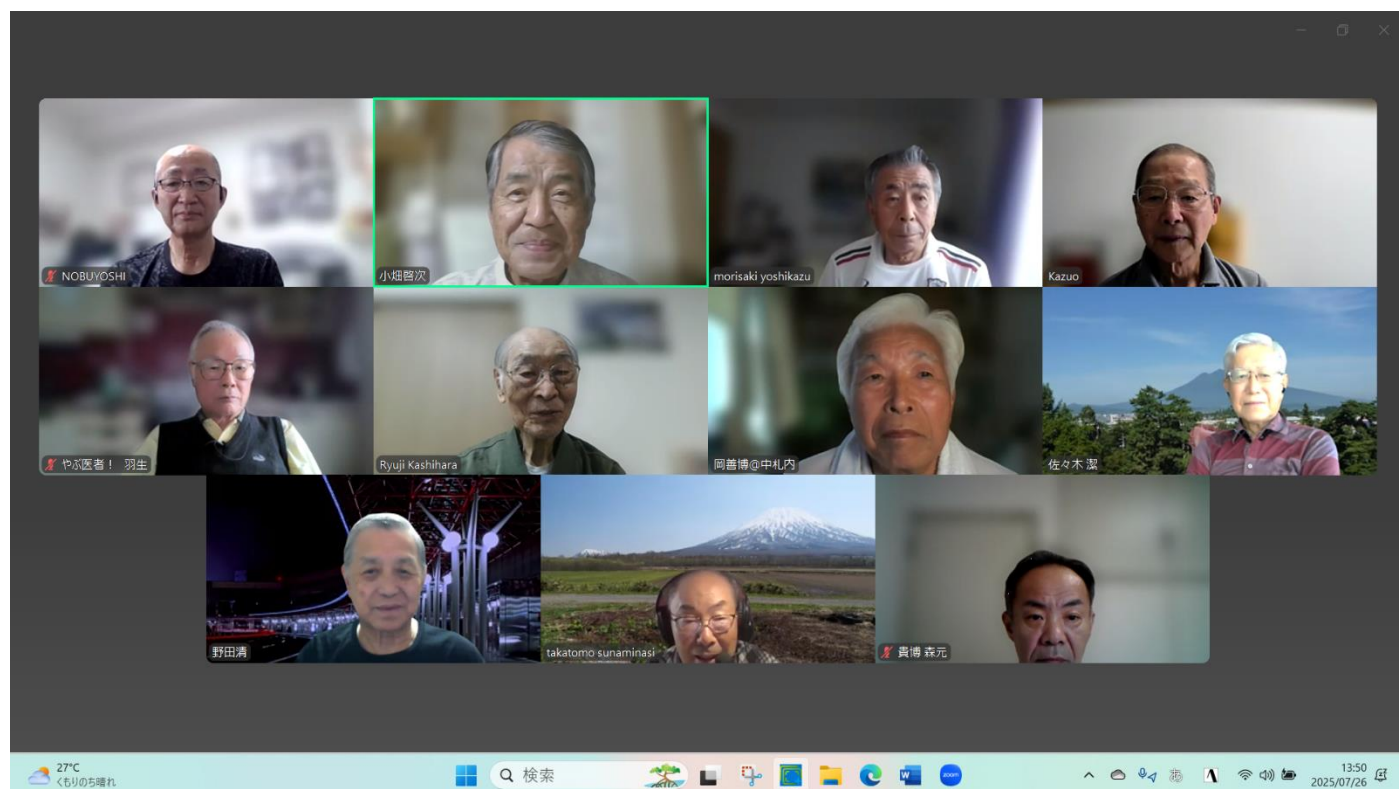 NOBUYOSHI
小畑啓次
morisaki yoshikazu
Kazuo
やぶ医者！ 羽生
Ryuji Kashihara
岡善博@中札内
佐々木 潔
野田清
takatomo sunaminasi
貴博 森元
27°C
くもりのち晴れ
検索
W
zoom
あ
A
13:50
2025/07/26